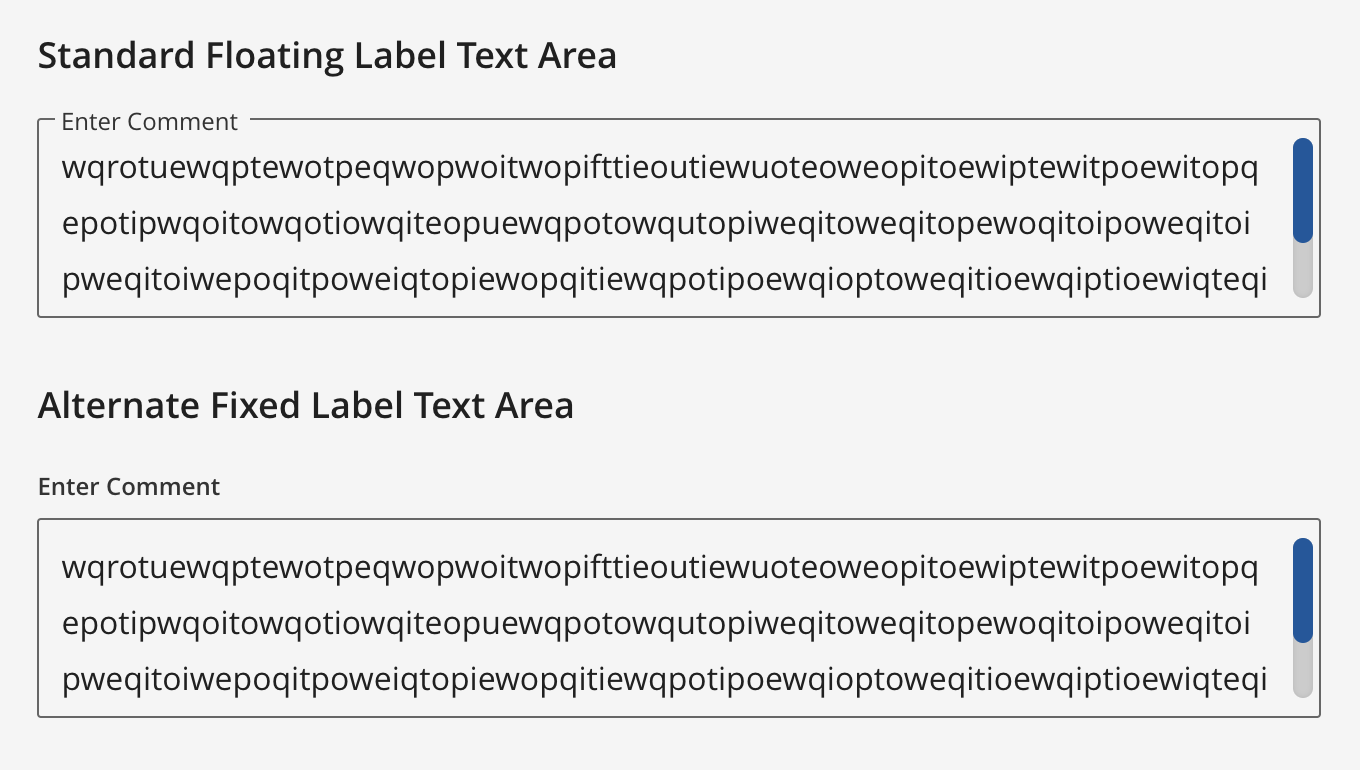 Standard Floating Label Text Area
Enter Comment
wqrotuewqptewotpeqwopwoitwopifttieoutiewuoteoweopitoewiptewitpoewitopq
epotipwqoitowqotiowqiteopuewqpotowqutopiweqitoweqitopewoqitoipoweqitoi
pweqitoiwepoqitpoweiqtopiewopqitiewqpotipoewqioptoweqitioewqiptioewiqteqi
Alternate Fixed Label Text Area
Enter Comment
wqrotuewqptewotpeqwopwoitwopifttieoutiewuoteoweopitoewiptewitpoewitopq
epotipwqoitowqotiowqiteopuewqpotowqutopiweqitoweqitopewoqitoipoweqitoi
pweqitoiwepoqitpoweiqtopiewopqitiewqpotipoewqioptoweqitioewqiptioewiqteqi